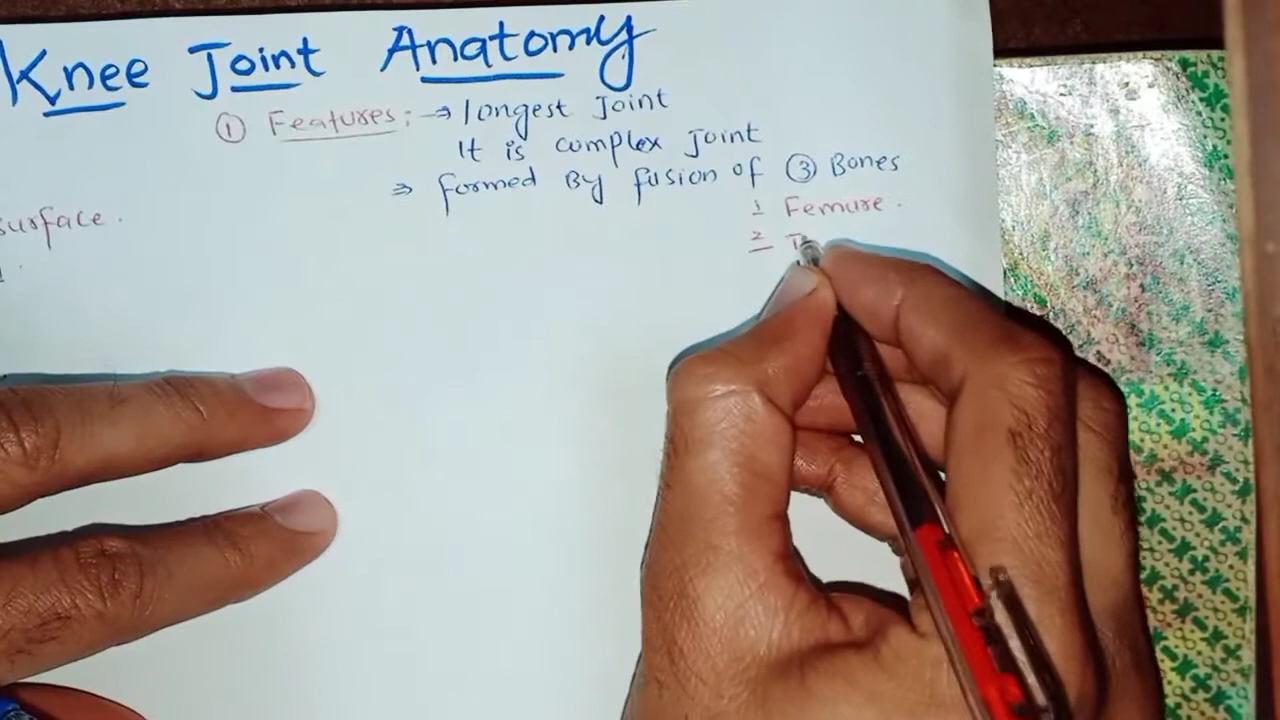 Knee Joint Anatomy
① Features: → longest Joint
It is complex Joint
⇒ formed By fusion of ③ Bones
surface.
1 Femure.
2 T